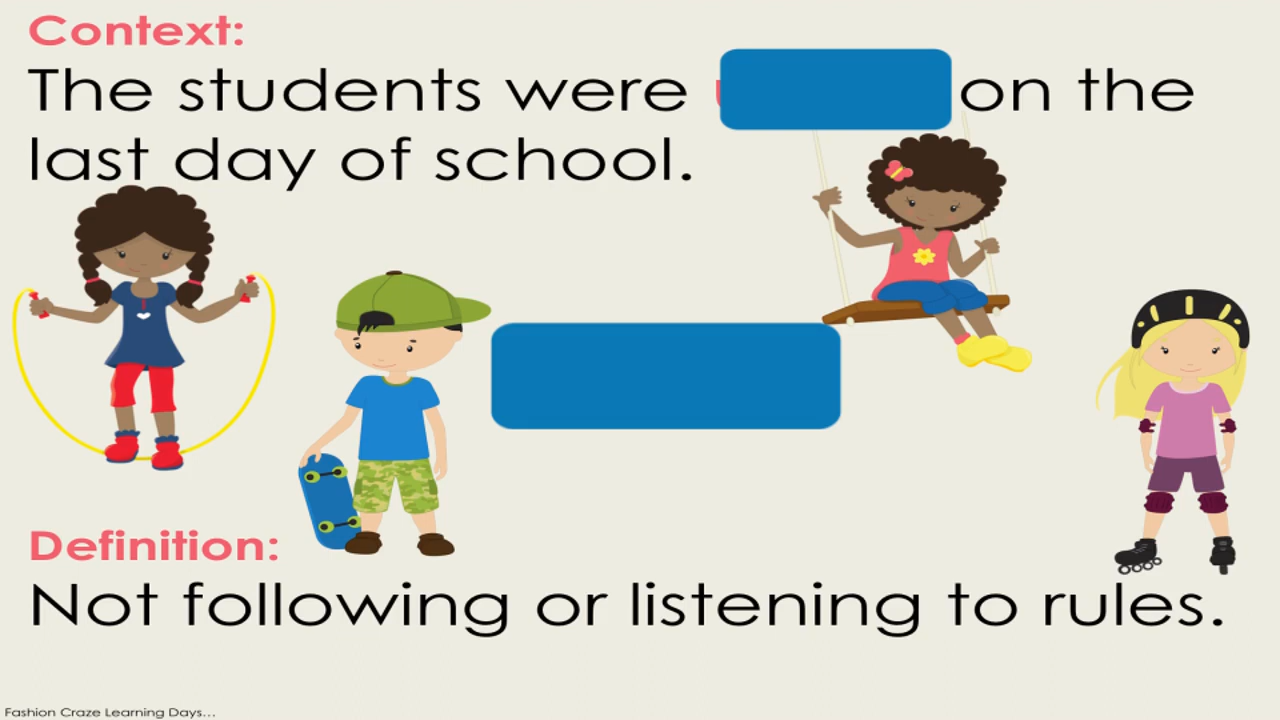 Context:
The students were on the
last day of school.
Definition:
Not following or listening to rules.
Fashion Craze Learning Days...